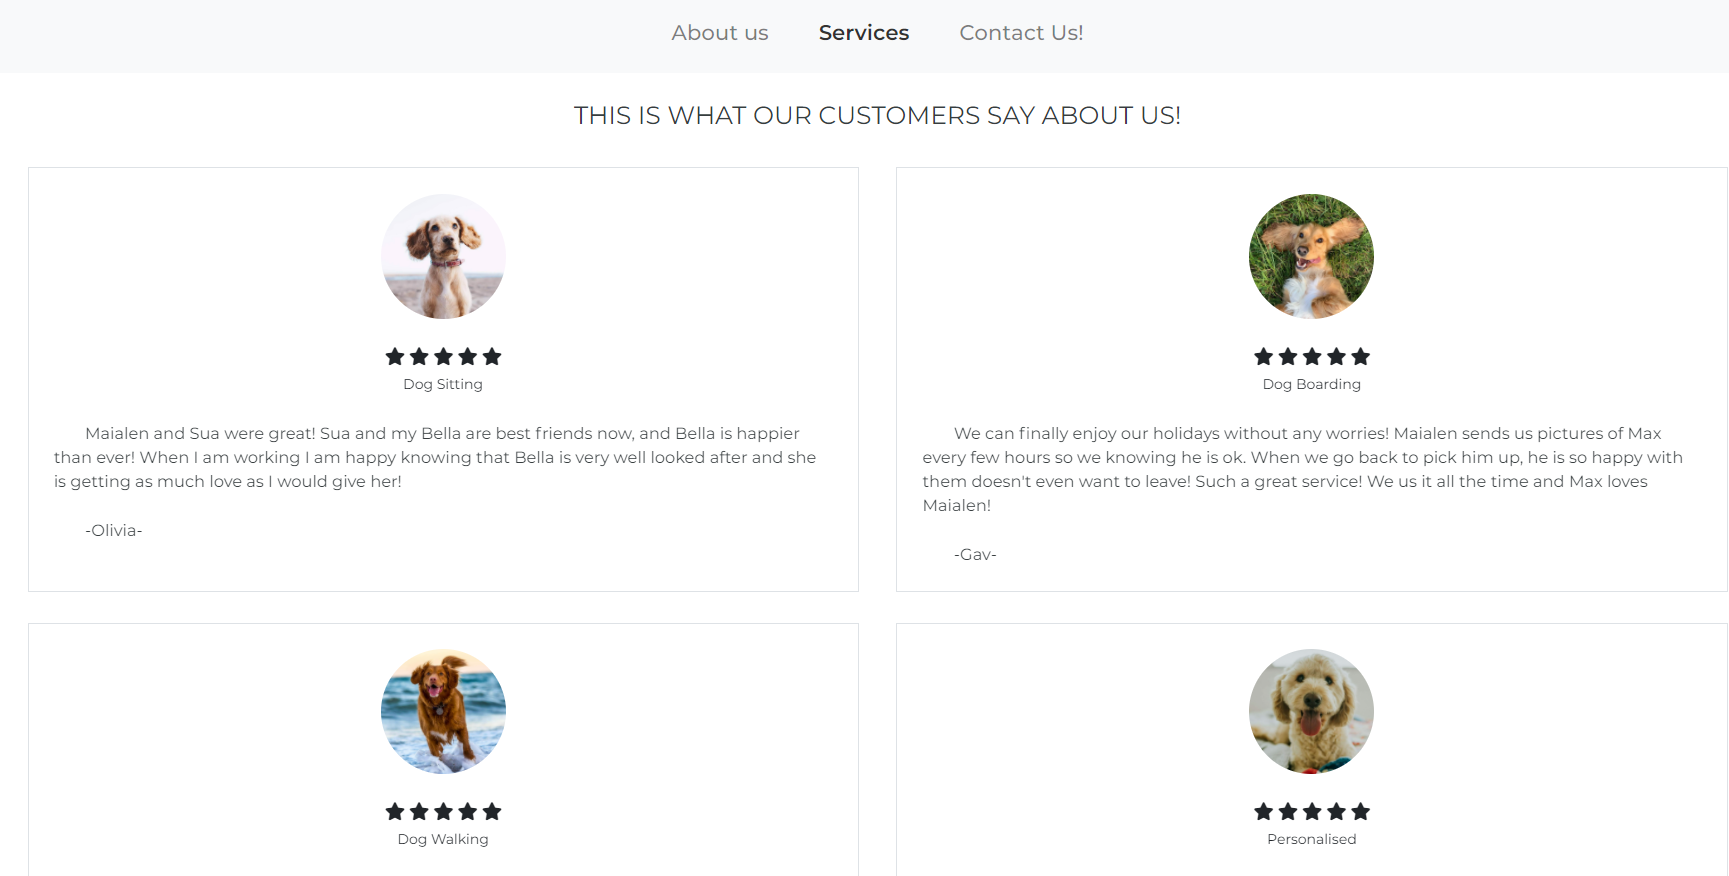 About us Services Contact Us!
THIS IS WHAT OUR CUSTOMERS SAY ABOUT US!
Dog Sitting
Maialen and Sua were great! Sua and my Bella are best friends now, and Bella is happier
than ever! When I am working I am happy knowing that Bella is very well looked after and she
is getting as much love as I would give her!
-Olivia-
Dog Boarding
We can finally enjoy our holidays without any worries! Maialen sends us pictures of Max
every few hours so we knowing he is ok. When we go back to pick him up, he is so happy with
them doesn't even want to leave! Such a great service! We us it all the time and Max loves
Maialen!
-Gav-
Dog Walking
Personalised